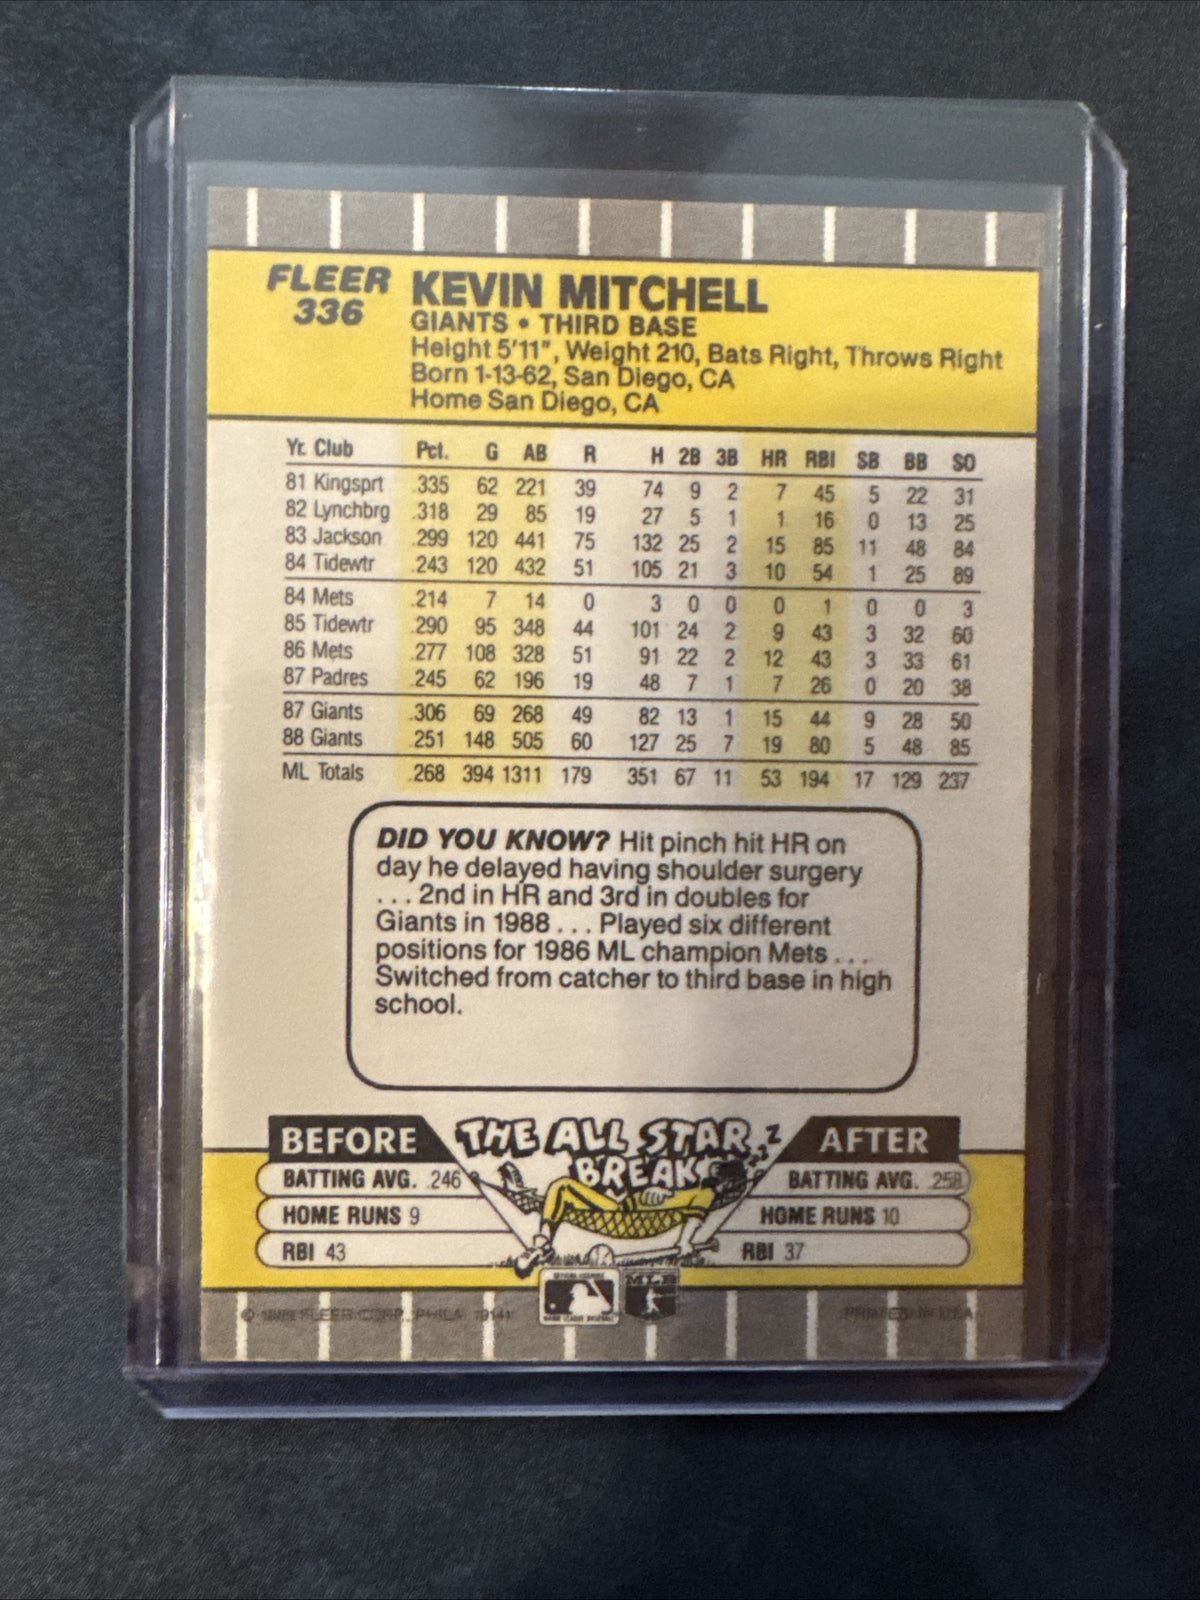 FLEER
336
KEVIN MITCHELL
GIANTS • THIRD BASE
Height 5'11", Weight 210, Bats Right, Throws Right
Born 1-13-62, San Diego, CA
Home San Diego, CA
Yr. Club Pct. G AB R H 2B 3B HR RBI SB BB SO
81 Kingsprt .335 62 221 39 74 9 2 7 45 5 22 31
82 Lynchbrg .318 29 85 19 27 5 1 1 16 0 13 25
83 Jackson .299 120 441 75 132 25 2 15 85 11 48 84
84 Tidewtr .243 120 432 51 105 21 3 10 54 1 25 89
84 Mets .214 7 14 0 3 0 0 0 1 0 0 3
85 Tidewtr .290 95 348 44 101 24 2 9 43 3 32 60
86 Mets .277 108 328 51 91 22 2 12 43 3 33 61
87 Padres .245 62 196 19 48 7 1 7 26 0 20 38
87 Giants .306 69 268 49 82 13 1 15 44 9 28 50
88 Giants .251 148 505 60 127 25 7 19 80 5 48 85
ML Totals .268 394 1311 179 351 67 11 53 194 17 129 237
DID YOU KNOW? Hit pinch hit HR on
day he delayed having shoulder surgery
... 2nd in HR and 3rd in doubles for
Giants in 1988 ... Played six different
positions for 1986 ML champion Mets ...
Switched from catcher to third base in high
school.
BEFORE
BATTING AVG. .246
HOME RUNS 9
RBI 43
THE ALL STAR
BREAK
Z
AFTER
BATTING AVG. .258
HOME RUNS 10
RBI 37
MLB
© 1989 FLEER CORP., PHILA. 19141
PRINTED IN U.S.A.